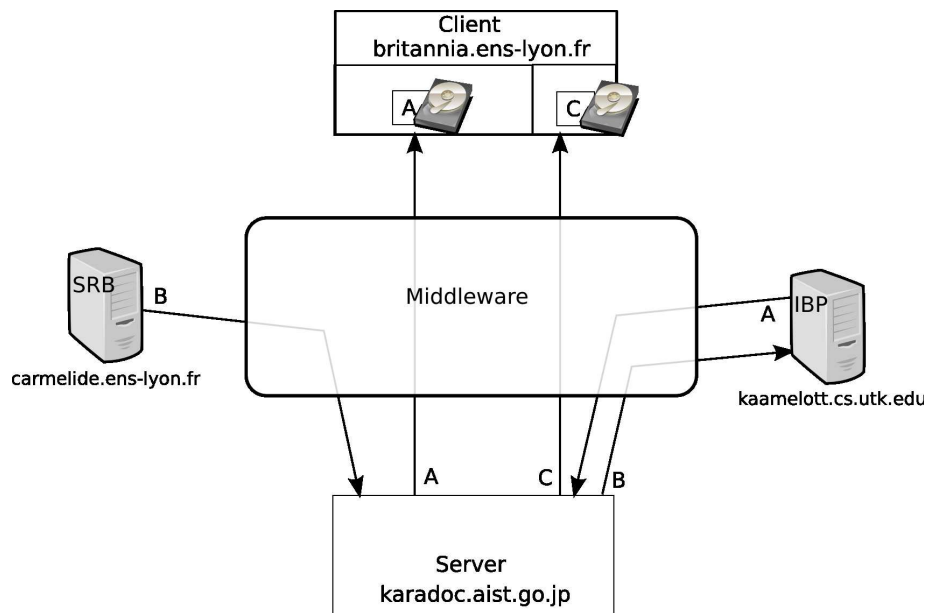 Client
britannia.ens-lyon.fr
A
C
SRB
B
Middleware
IBP
A
carmelide.ens-lyon.fr
kaamelott.cs.utk.edu
A
C
B
Server
karadoc.aist.go.jp